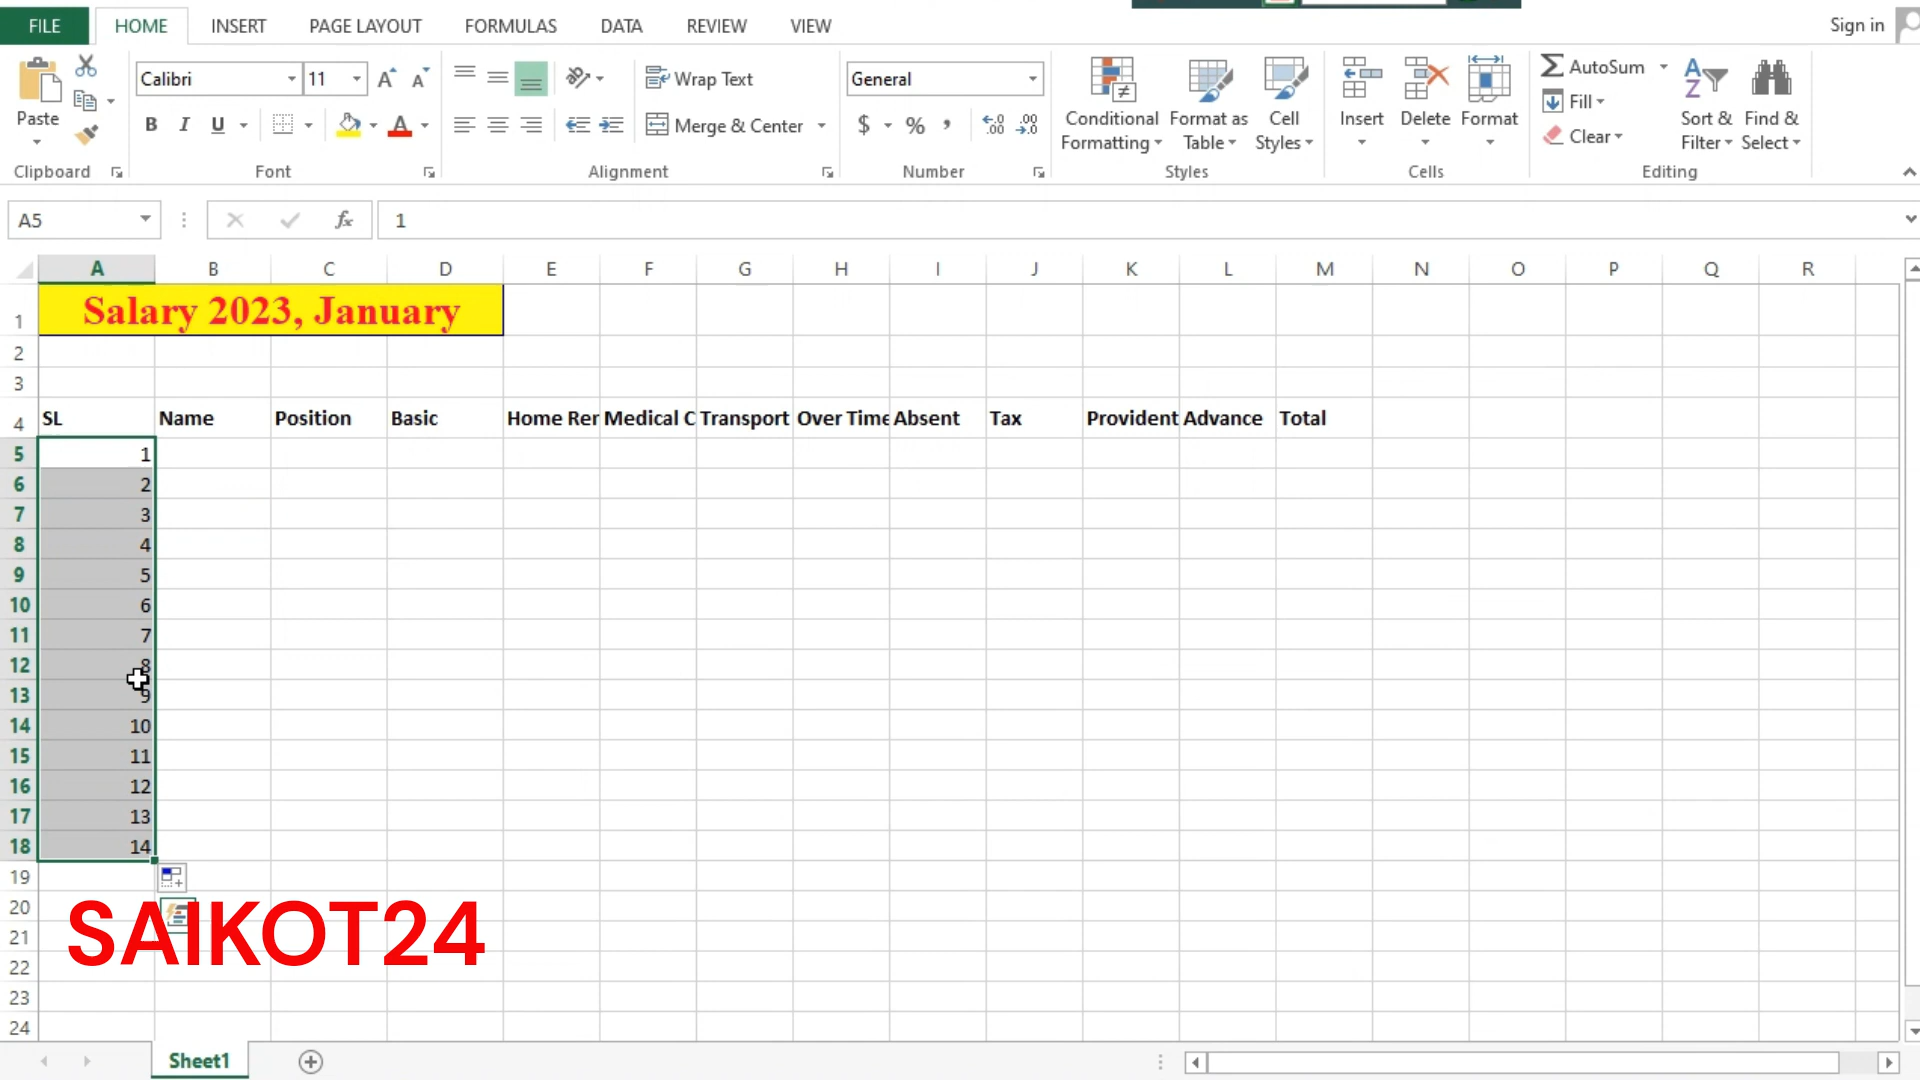 FILE HOME INSERT PAGE LAYOUT FORMULAS DATA REVIEW VIEW Sign in
Calibri 11 Wrap Text General AutoSum
Paste Conditional Format as Cell Insert Delete Format Fill Sort & Find &
B I U Merge & Center $ % , Formatting Table Styles Clear Filter Select
Clipboard Font Alignment Number Styles Cells Editing
A5 fx 1
A B C D E F G H I J K L M N O P Q R
1 Salary 2023, January
2
3
4 SL Name Position Basic Home Rer Medical C Transport Over Time Absent Tax Provident Advance Total
5 1
6 2
7 3
8 4
9 5
10 6
11 7
12 8
13 9
14 10
15 11
16 12
17 13
18 14
19
20
SAIKOT24
21
22
23
24
Sheet1